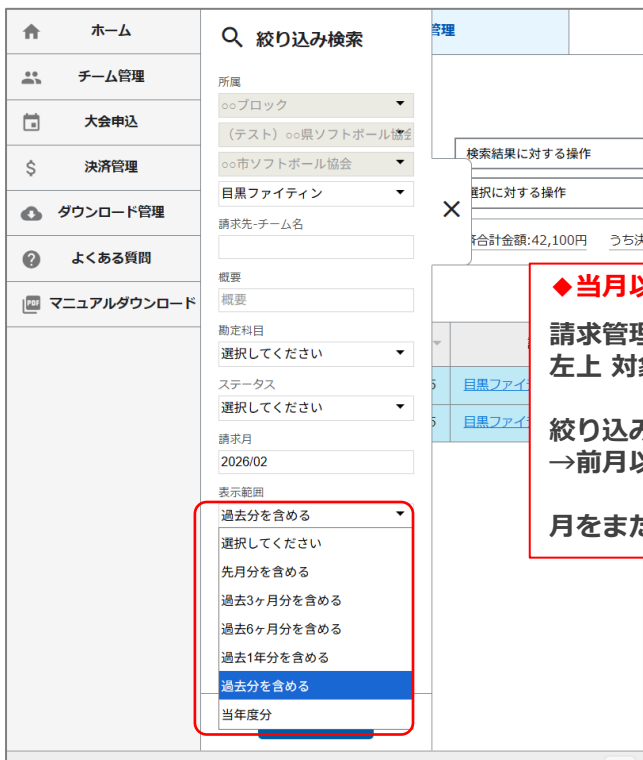 ホーム
チーム管理
大会申込
決済管理
ダウンロード管理
よくある質問
PDF
マニュアルダウンロード
絞り込み検索
所属
○○ブロック
（テスト）○○県ソフトボール協会
○○市ソフトボール協会
目黒ファイティン
請求先-チーム名
概要
概要
勘定科目
選択してください
ステータス
選択してください
請求月
2026/02
表示範囲
過去分を含める
選択してください
先月分を含める
過去3ヶ月分を含める
過去6ヶ月分を含める
過去1年分を含める
過去分を含める
当年度分
管理
検索結果に対する操作
選択に対する操作
合計金額:42,100円
うち決
◆当月以
請求管理
左上 対象
絞り込み
→前月以
月をまた
目黒ファイ
目黒ファイ